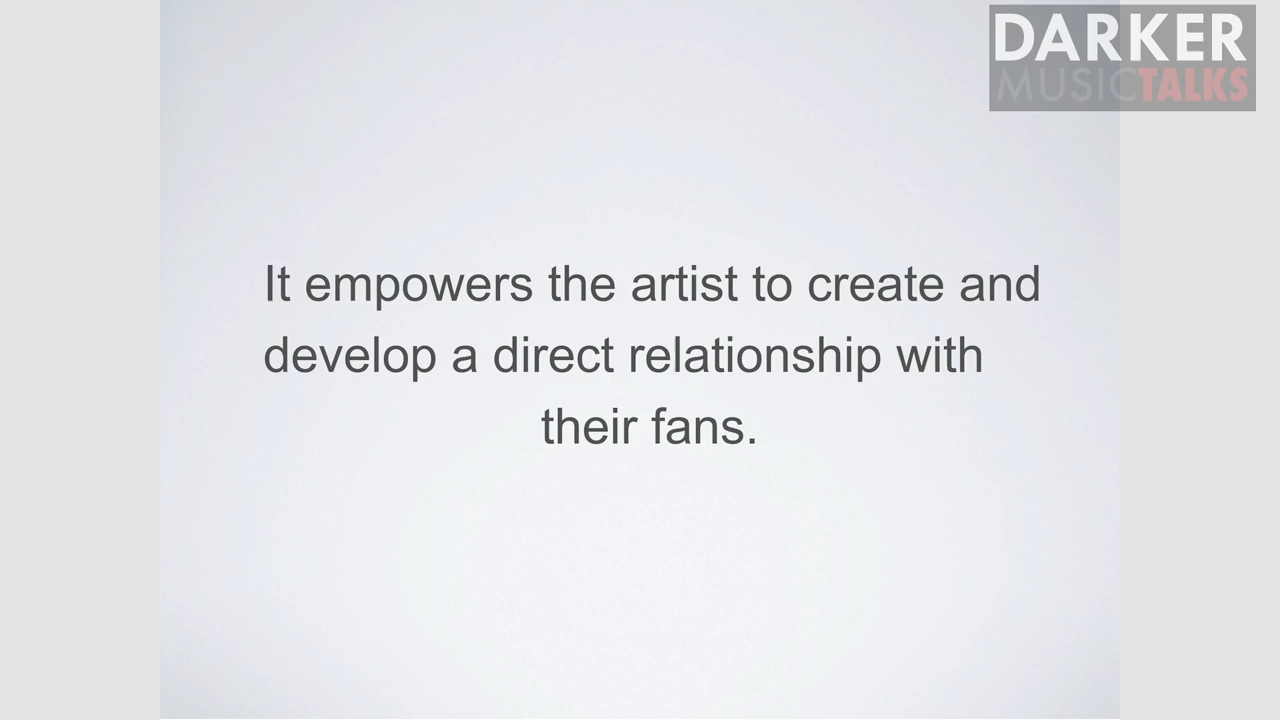 DARKER
MUSICTALKS
It empowers the artist to create and
develop a direct relationship with
their fans.